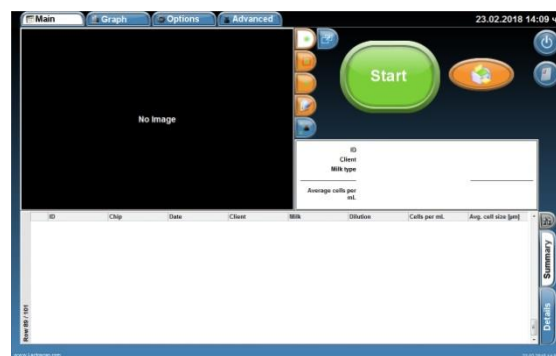 Main Graph Options Advanced 23.02.2018 14:09
Start
No Image
ID
Client
Milk type
Average cells per
ml.
ID Chip Date Client Milk Dilution Cells per ml. Avg. cell size [µm]
Summary
Details